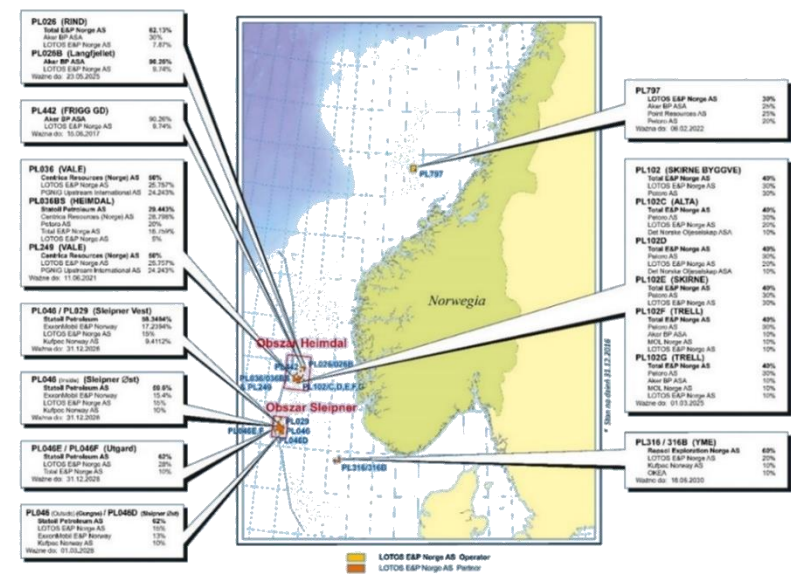 PL026 (RIND)
Total E&P Norge AS 62.13%
Aker BP ASA 30%
LOTOS E&P Norge AS 7.87%
PL026B (Langfjellet)
Aker BP ASA 90.26%
LOTOS E&P Norge AS 9.74%
Ważne do: 23.05.2025
PL442 (FRIGG GD)
Aker BP ASA 90.26%
LOTOS E&P Norge AS 9.74%
Ważna do: 15.06.2017
PL036 (VALE)
Centrica Resources (Norge) AS 50%
LOTOS E&P Norge AS 25.757%
PGNiG Upstream International AS 24.243%
PL036BS (HEIMDAL)
Statoil Petroleum AS 29.443%
Centrica Resources (Norge) AS 28.798%
Petoro AS 20%
Total E&P Norge AS 16.759%
LOTOS E&P Norge AS 5%
PL249 (VALE)
Centrica Resources (Norge) AS 50%
LOTOS E&P Norge AS 25.757%
PGNiG Upstream International AS 24.243%
Ważne do: 11.06.2021
PL046 / PL029 (Sleipner Vest)
Statoil Petroleum 58.3494%
ExxonMobil E&P Norway 17.2394%
LOTOS E&P Norge AS 15%
Kufpec Norway AS 9.4112%
Ważna do: 31.12.2028
PL046 (Inside) (Sleipner Øst)
Statoil Petroleum AS 59.6%
ExxonMobil E&P Norway 15.4%
LOTOS E&P Norge AS 15%
Kufpec Norway AS 10%
Ważna do: 31.12.2028
PL046E / PL046F (Utgard)
Statoil Petroleum AS 62%
LOTOS E&P Norge AS 28%
Total E&P Norge AS 10%
Ważna do: 31.12.2028
PL046 (Outside) (Gungne) / PL046D (Sleipner Øst)
Statoil Petroleum AS 62%
LOTOS E&P Norge AS 15%
ExxonMobil E&P Norway 13%
Kufpec Norway AS 10%
Ważne do: 01.03.2028
PL797
LOTOS E&P Norge AS 30%
Aker BP ASA 25%
Point Resources AS 25%
Petoro AS 20%
Ważna do: 06.02.2022
PL102 (SKIRNE BYGGVE)
Total E&P Norge AS 40%
LOTOS E&P Norge AS 30%
Petoro AS 30%
PL102C (ALTA)
Total E&P Norge AS 40%
Petoro AS 30%
LOTOS E&P Norge AS 20%
Det Norske Oljeselskap ASA 10%
PL102D
Total E&P Norge AS 40%
Petoro AS 30%
LOTOS E&P Norge AS 20%
Det Norske Oljeselskap ASA 10%
PL102E (SKIRNE)
Total E&P Norge AS 40%
Petoro AS 30%
LOTOS E&P Norge AS 30%
PL102F (TRELL)
Total E&P Norge AS 40%
Petoro AS 30%
Aker BP ASA 10%
MOL Norge AS 10%
LOTOS E&P Norge AS 10%
PL102G (TRELL)
Total E&P Norge AS 40%
Petoro AS 30%
Aker BP ASA 10%
MOL Norge AS 10%
LOTOS E&P Norge AS 10%
Ważne do: 01.03.2025
PL316 / 316B (YME)
Repsol Exploration Norge AS 60%
LOTOS E&P Norge AS 20%
Kufpec Norway AS 10%
OKEA 10%
Ważna do: 18.06.2030
PL797
Norwegia
Obszar Heimdal
PL442
PL026/026B
PL036/036BS
& PL249
PL102/C,D,E,F,G
Obszar Sleipner
PL029
PL046
PL046E,F
PL046D
PL316/316B
* Stan na dzień 31.12.2016
LOTOS E&P Norge AS Operator
LOTOS E&P Norge AS Partner